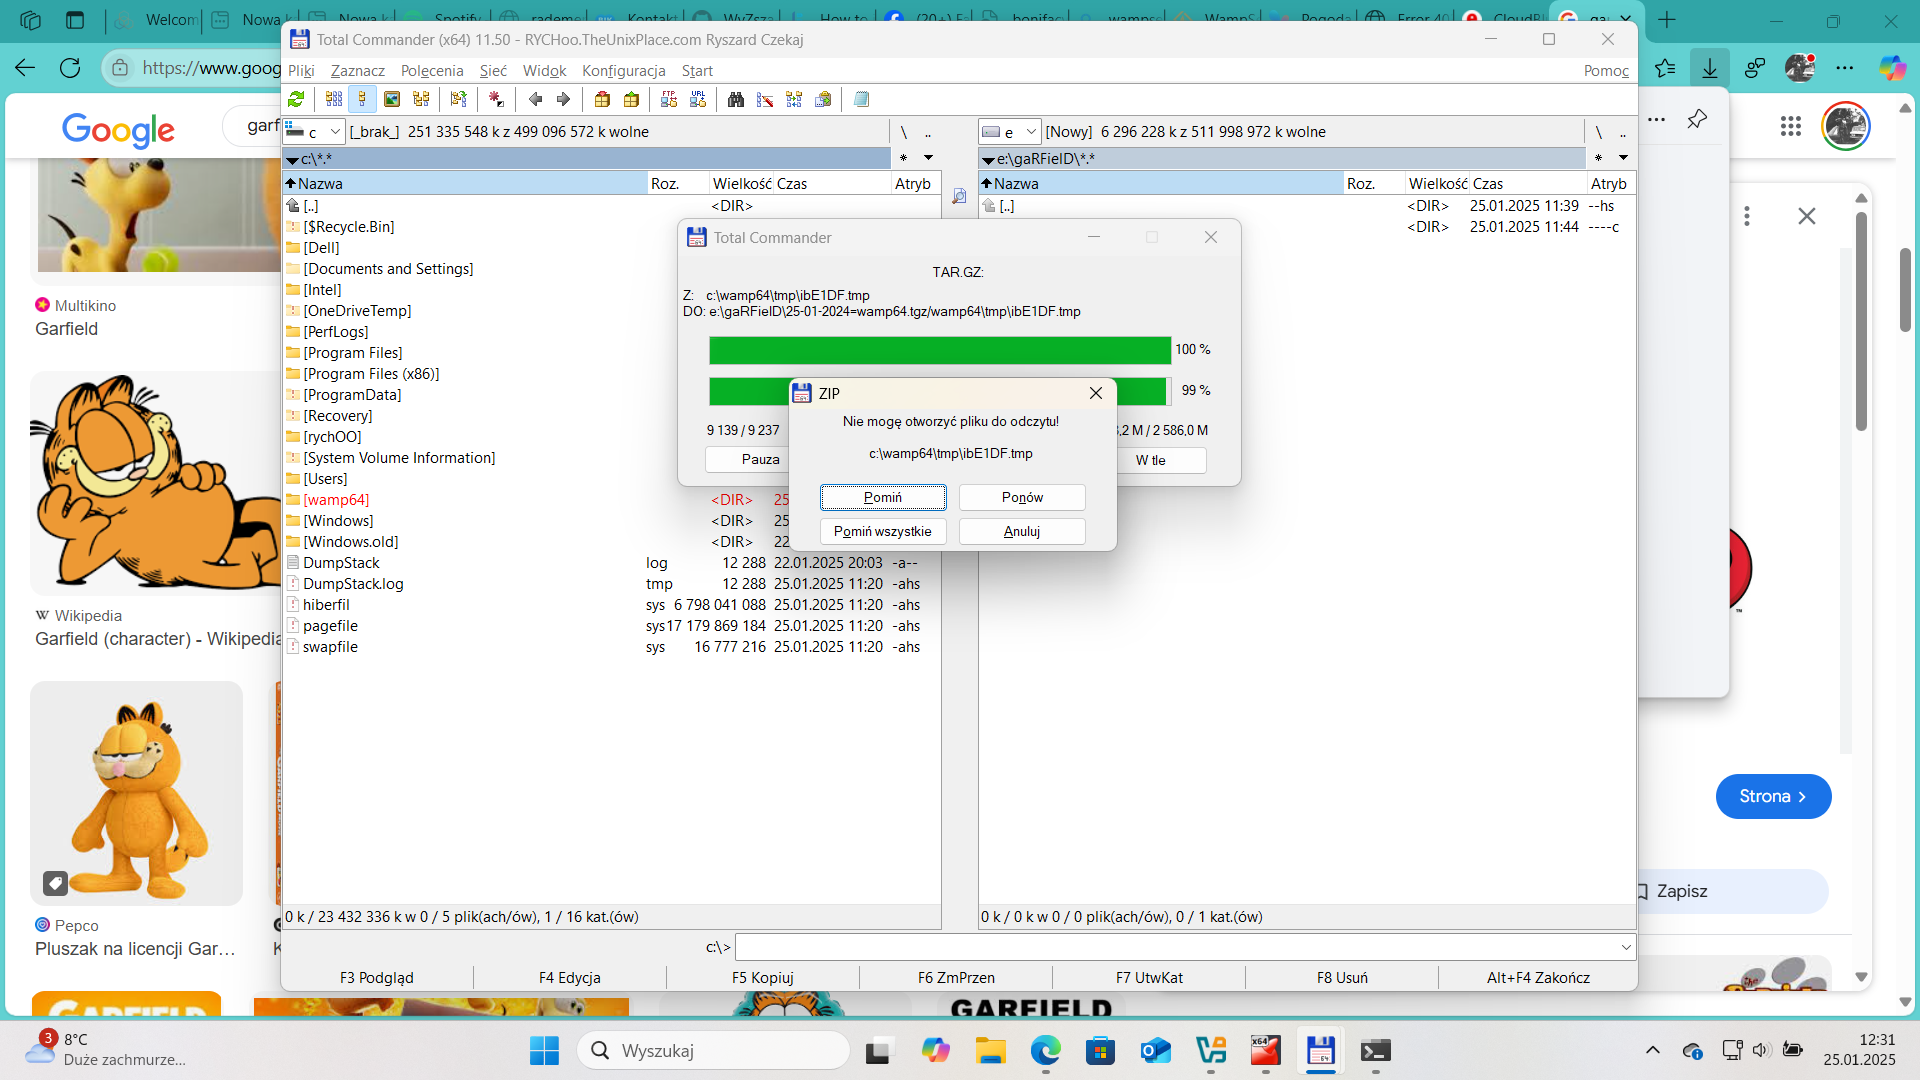 Welcom
Nowa k
Nowa k
Spotify
rademe
Kontakt
WyZsza
How to
(20+) Fa
bonifac
wampse
WampS
Pogoda
Error 40
CloudBl
ga
https://www.goog
Google
garf
Multikino
Garfield
Wikipedia
Garfield (character) - Wikipedia
Pepco
Pluszak na licencji Gar...
GARFIELD
GARFIELD
Strona >
Zapisz
Total Commander (x64) 11.50 - RYCHoo.TheUnixPlace.com Ryszard Czekaj
Pliki Zaznacz Polecenia Sieć Widok Konfiguracja Start Pomoc
FTP URL
c [_brak_] 251 335 548 k z 499 096 572 k wolne \ ..
c:\*.* *
Nazwa Roz. Wielkość Czas Atryb
[..] <DIR>
[$Recycle.Bin]
[Dell]
[Documents and Settings]
[Intel]
[OneDriveTemp]
[PerfLogs]
[Program Files]
[Program Files (x86)]
[ProgramData]
[Recovery]
[rychOO]
[System Volume Information]
[Users]
[wamp64] <DIR> 25
[Windows] <DIR> 25
[Windows.old] <DIR> 22
DumpStack log 12 288 22.01.2025 20:03 -a--
DumpStack.log tmp 12 288 25.01.2025 11:20 -ahs
hiberfil sys 6 798 041 088 25.01.2025 11:20 -ahs
pagefile sys 17 179 869 184 25.01.2025 11:20 -ahs
swapfile sys 16 777 216 25.01.2025 11:20 -ahs
0 k / 23 432 336 k w 0 / 5 plik(ach/ów), 1 / 16 kat.(ów)
e [Nowy] 6 296 228 k z 511 998 972 k wolne \ ..
e:\gaRFielD\*.* *
Nazwa Roz. Wielkość Czas Atryb
[..] <DIR> 25.01.2025 11:39 --hs
<DIR> 25.01.2025 11:44 ----c
0 k / 0 k w 0 / 0 plik(ach/ów), 0 / 1 kat.(ów)
Total Commander
TAR.GZ:
Z: c:\wamp64\tmp\ibE1DF.tmp
DO: e:\gaRFielD\25-01-2024=wamp64.tgz/wamp64\tmp\ibE1DF.tmp
100 %
99 %
9 139 / 9 237
,2 M / 2 586,0 M
Pauza
W tle
ZIP
Nie mogę otworzyć pliku do odczytu!
c:\wamp64\tmp\ibE1DF.tmp
Pomiń
Ponów
Pomiń wszystkie
Anuluj
c:\>
F3 Podgląd F4 Edycja F5 Kopiuj F6 ZmPrzen F7 UtwKat F8 Usuń Alt+F4 Zakończ
3
8°C
Duże zachmurze...
Wyszukaj
x64
64
12:31
25.01.2025